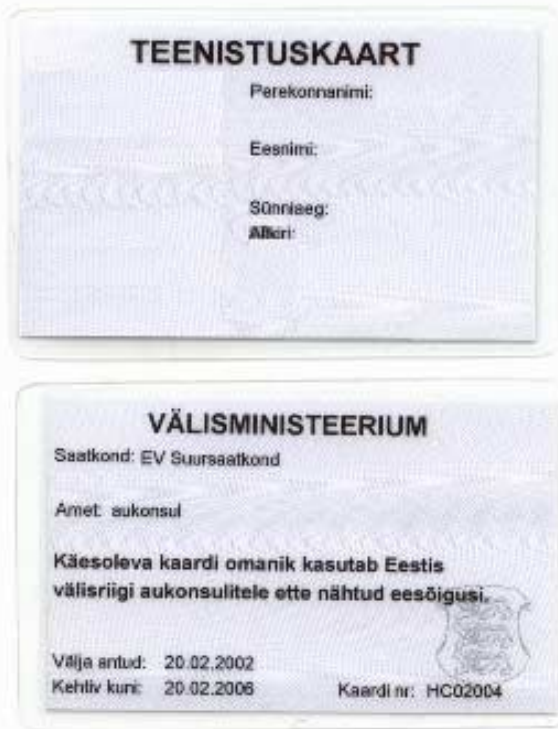 TEENISTUSKAART
Perekonnanimi:
Eesnimi:
Sünniaeg:
Allkiri:
VÄLISMINISTEERIUM
Saatkond: EV Suursaatkond
Amet: aukonsul
Käesoleva kaardi omanik kasutab Eestis
välisriigi aukonsulitele ette nähtud eesõigusi.
Välja antud: 20.02.2002
Kehtiv kuni: 20.02.2006
Kaardi nr: HC02004